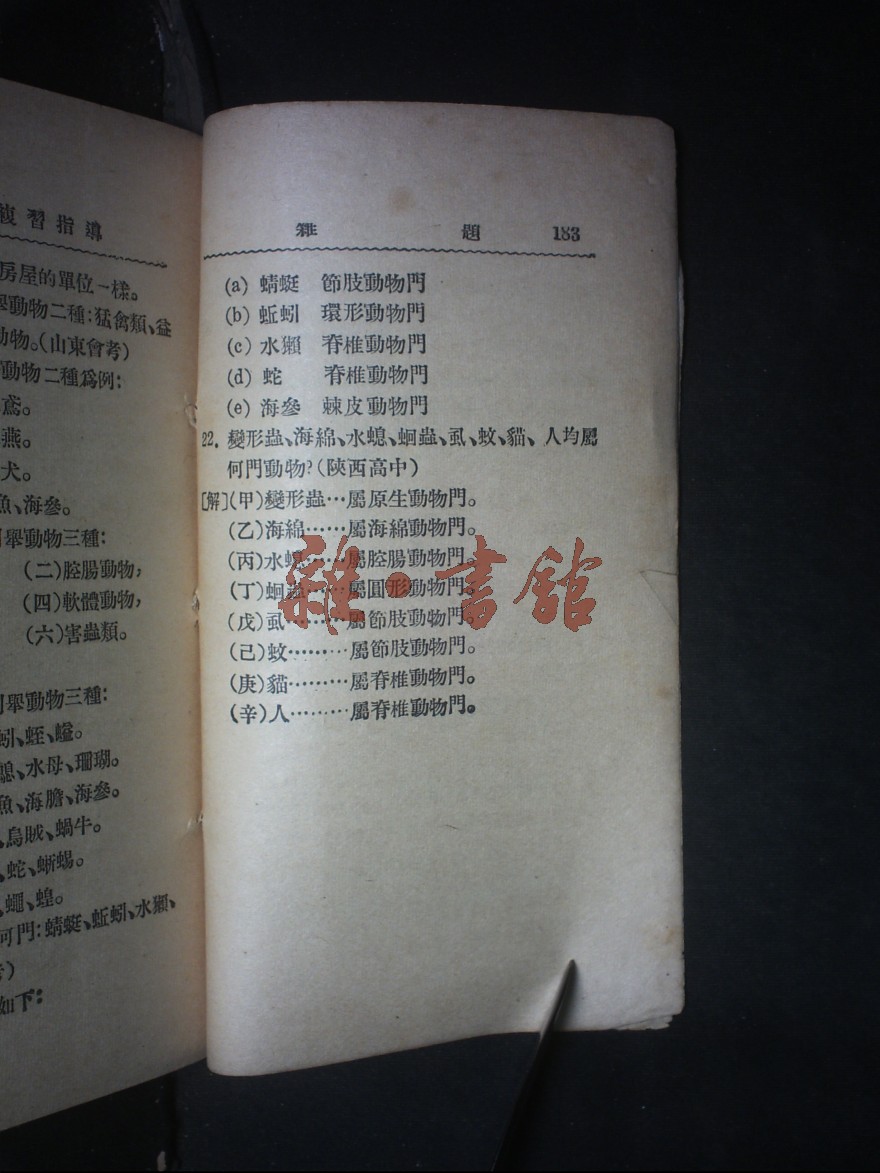 複習指導
房屋的單位一樣。
舉動物二種:猛禽類、益
動物。(山東會考)
動物二種爲例:
鳶。
燕。
犬。
魚、海參。
舉動物三種:
(二)腔腸動物,
(四)軟體動物,
(六)害蟲類。
舉動物三種:
蚓、蛭、蟻。
螅、水母、珊瑚。
魚、海膽、海參。
、烏賊、蝸牛。
、蛇、蜥蜴。
、蠅、蝗。
何門:蜻蜓、蚯蚓、水獺、
考)
如下:
雜 題 183
(a) 蜻蜓 節肢動物門
(b) 蚯蚓 環形動物門
(c) 水獺 脊椎動物門
(d) 蛇 脊椎動物門
(e) 海參 棘皮動物門
22. 變形蟲、海綿、水螅、蛔蟲、虱、蚊、貓、人均屬
何門動物?(陝西高中)
[解](甲)變形蟲…屬原生動物門。
(乙)海綿……屬海綿動物門。
(丙)水螅……屬腔腸動物門。
(丁)蛔蟲……屬圓形動物門。
(戊)虱………屬節肢動物門。
(己)蚊………屬節肢動物門。
(庚)貓………屬脊椎動物門。
(辛)人………屬脊椎動物門。
雜·書館